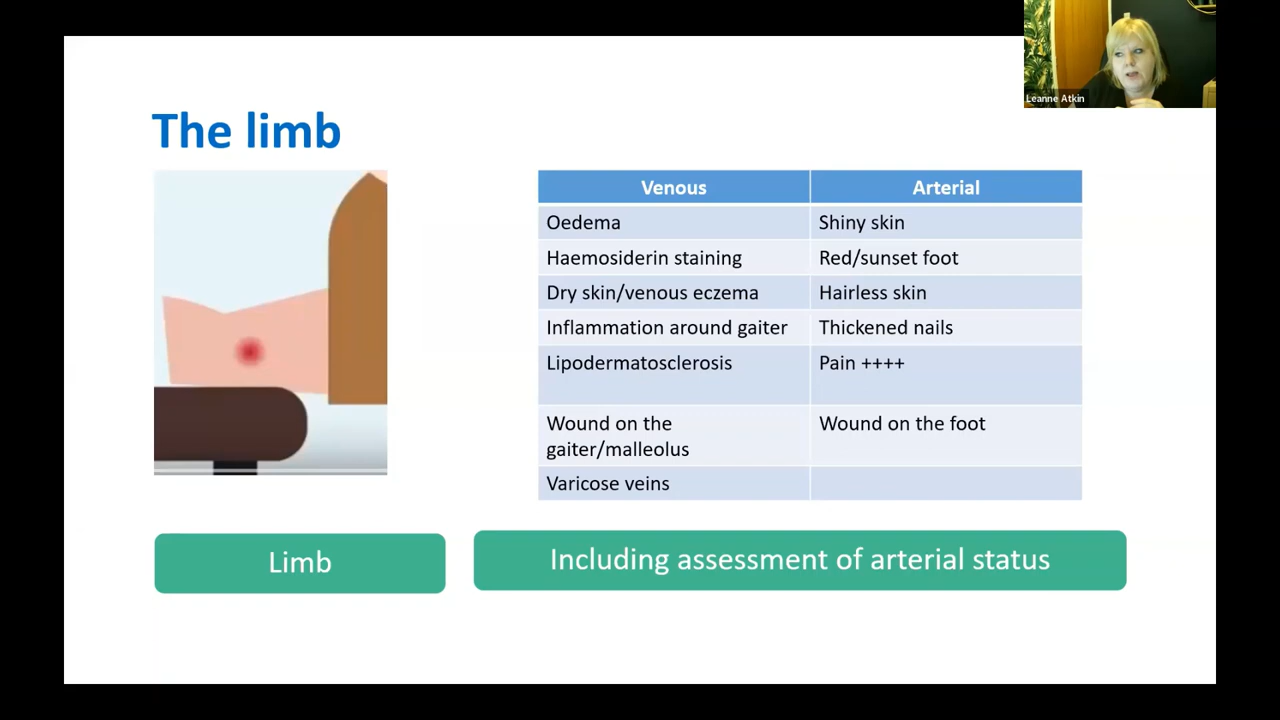 Leanne Atkin
The limb
Venous
Arterial
Oedema
Shiny skin
Haemosiderin staining
Red/sunset foot
Dry skin/venous eczema
Hairless skin
Inflammation around gaiter
Thickened nails
Lipodermatosclerosis
Pain ++++
Wound on the
gaiter/malleolus
Wound on the foot
Varicose veins
Limb
Including assessment of arterial status